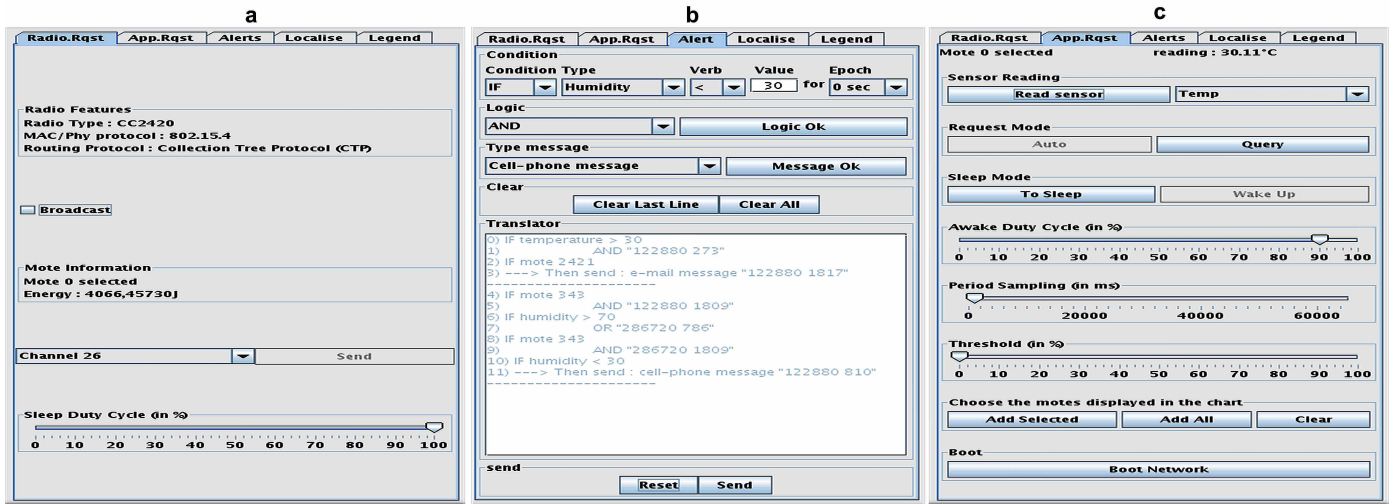 a
Radio.Rqst App.Rqst Alerts Localise Legend
Radio Features
Radio Type : CC2420
MAC/Phy protocol : 802.15.4
Routing Protocol : Collection Tree Protocol (CTP)
Broadcast
Mote Information
Mote 0 selected
Energy : 4066,45730J
Channel 26 Send
Sleep Duty Cycle (in %)
0 10 20 30 40 50 60 70 80 90 100
b
Radio.Rqst App.Rqst Alert Localise Legend
Condition
Condition Type Verb Value Epoch
IF Humidity < 30 for 0 sec
Logic
AND Logic Ok
Type message
Cell-phone message Message Ok
Clear
Clear Last Line Clear All
Translator
0) IF temperature > 30
1) AND "122880 273"
2) IF mote 2421
3) ---> Then send : e-mail message "122880 1817"
----------------------
4) IF mote 343
5) AND "122880 1809"
6) IF humidity > 70
7) OR "286720 786"
8) IF mote 343
9) AND "286720 1809"
10) IF humidity < 30
11) ---> Then send : cell-phone message "122880 810"
----------------------
send
Reset Send
c
Radio.Rqst App.Rqst Alerts Localise Legend
Mote 0 selected reading : 30.11°C
Sensor Reading
Read sensor Temp
Request Mode
Auto Query
Sleep Mode
To Sleep Wake Up
Awake Duty Cycle (in %)
0 10 20 30 40 50 60 70 80 90 100
Period Sampling (in ms)
0 20000 40000 60000
Threshold (in %)
0 10 20 30 40 50 60 70 80 90 100
Choose the motes displayed in the chart
Add Selected Add All Clear
Boot
Boot Network